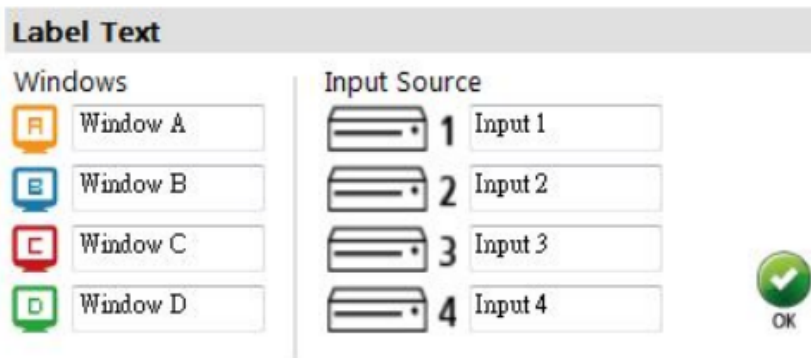 Label Text
Windows
Input Source
A Window A
1 Input 1
B Window B
2 Input 2
C Window C
3 Input 3
D Window D
4 Input 4
OK